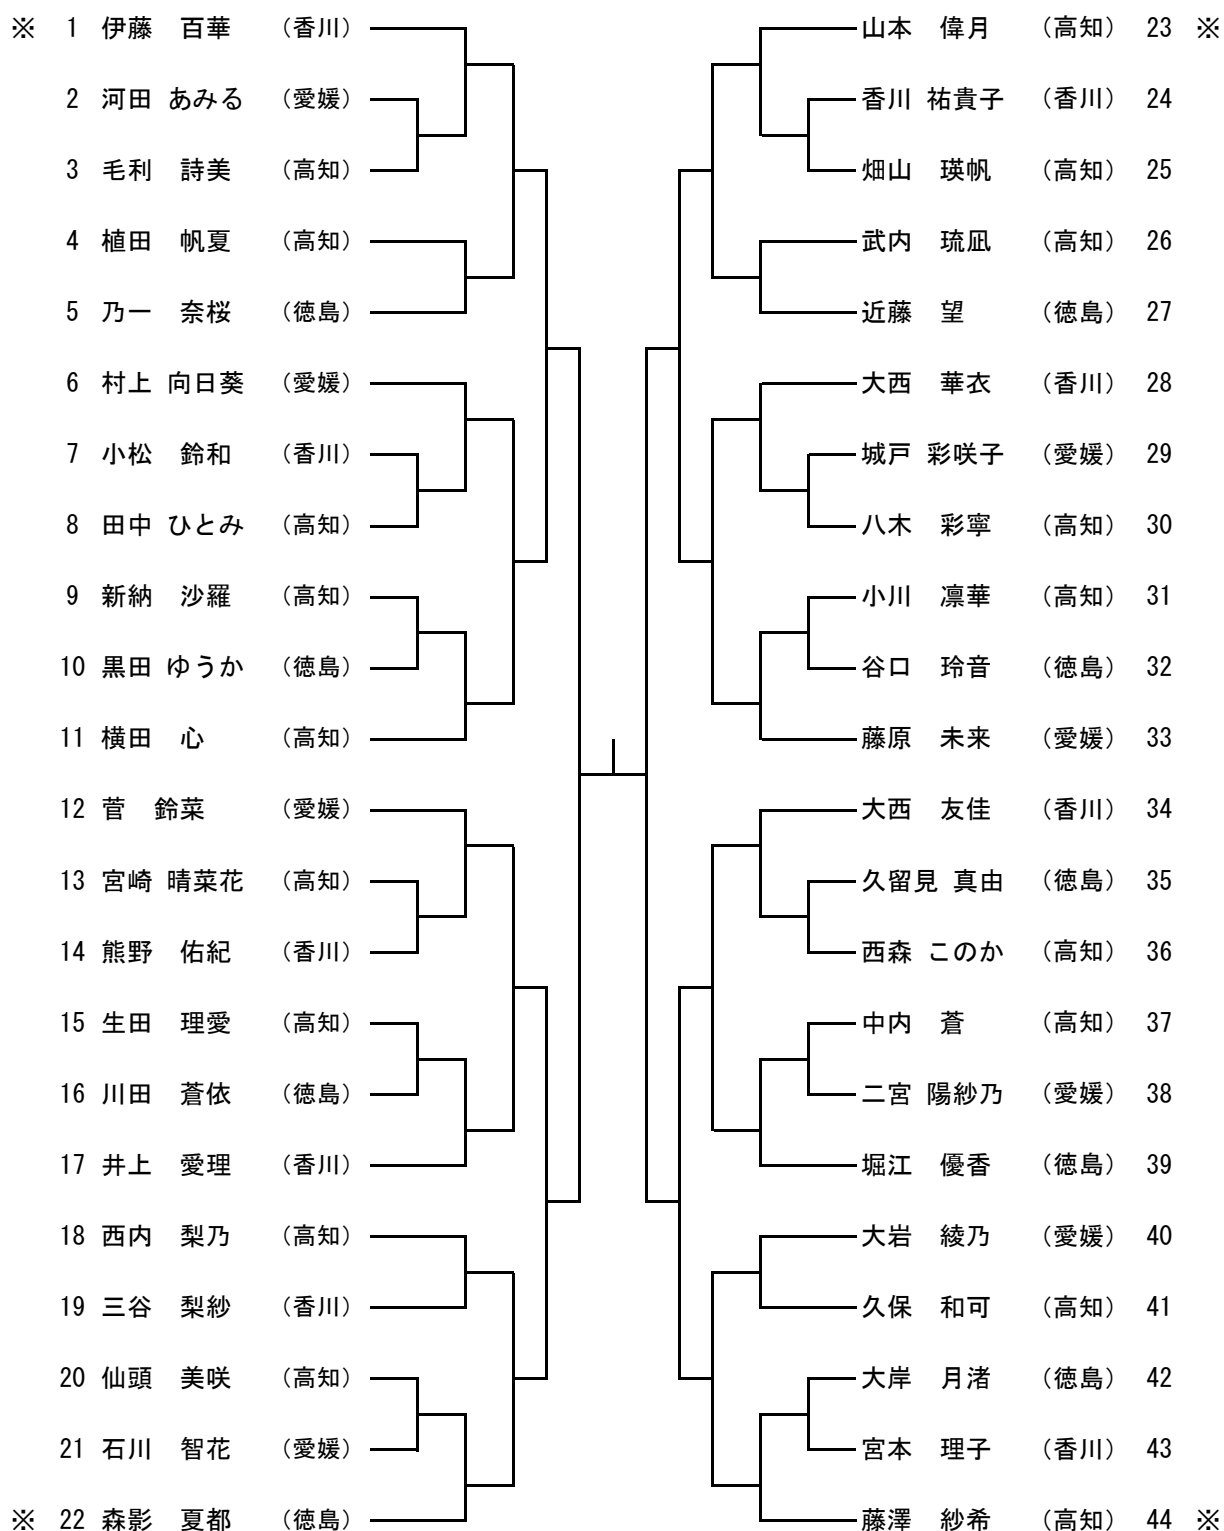 ※ 1 伊藤 百華 （香川）
2 河田 あみる （愛媛）
3 毛利 詩美 （高知）
4 植田 帆夏 （高知）
5 乃一 奈桜 （徳島）
6 村上 向日葵 （愛媛）
7 小松 鈴和 （香川）
8 田中 ひとみ （高知）
9 新納 沙羅 （高知）
10 黒田 ゆうか （徳島）
11 横田 心 （高知）
12 菅 鈴菜 （愛媛）
13 宮崎 晴菜花 （高知）
14 熊野 佑紀 （香川）
15 生田 理愛 （高知）
16 川田 蒼依 （徳島）
17 井上 愛理 （香川）
18 西内 梨乃 （高知）
19 三谷 梨紗 （香川）
20 仙頭 美咲 （高知）
21 石川 智花 （愛媛）
※ 22 森影 夏都 （徳島）
山本 偉月 （高知） 23 ※
香川 祐貴子 （香川） 24
畑山 瑛帆 （高知） 25
武内 琉凪 （高知） 26
近藤 望 （徳島） 27
大西 華衣 （香川） 28
城戸 彩咲子 （愛媛） 29
八木 彩寧 （高知） 30
小川 凛華 （高知） 31
谷口 玲音 （徳島） 32
藤原 未来 （愛媛） 33
大西 友佳 （香川） 34
久留見 真由 （徳島） 35
西森 このか （高知） 36
中内 蒼 （高知） 37
二宮 陽紗乃 （愛媛） 38
堀江 優香 （徳島） 39
大岩 綾乃 （愛媛） 40
久保 和可 （高知） 41
大岸 月渚 （徳島） 42
宮本 理子 （香川） 43
藤澤 紗希 （高知） 44 ※